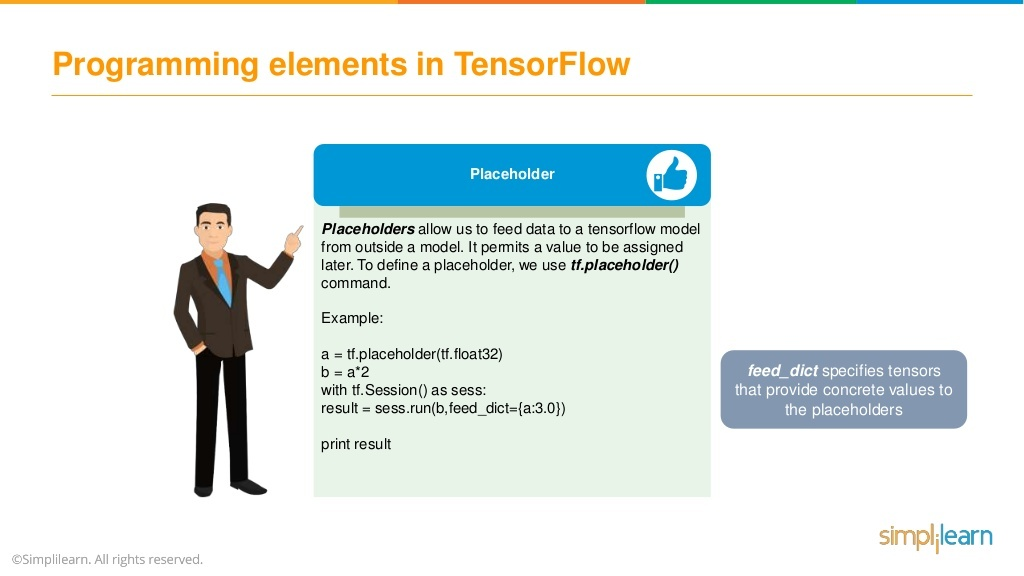 Programming elements in TensorFlow
Placeholder
Placeholders allow us to feed data to a tensorflow model
from outside a model. It permits a value to be assigned
later. To define a placeholder, we use tf.placeholder()
command.
Example:
a = tf.placeholder(tf.float32)
b = a*2
with tf.Session() as sess:
result = sess.run(b,feed_dict={a:3.0})
print result
feed_dict specifies tensors
that provide concrete values to
the placeholders
simplilearn
©Simplilearn. All rights reserved.